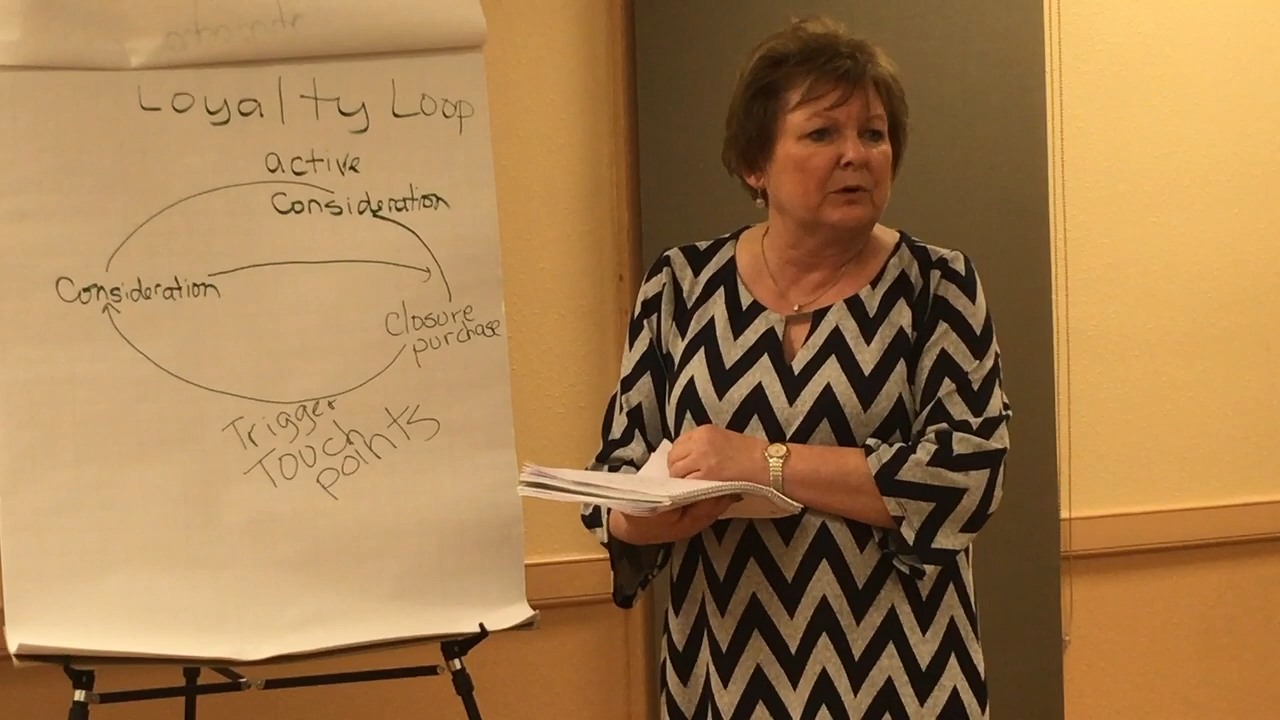 Loyalty Loop
active
Consideration
Consideration
Closure
purchase
Trigger
Touch
points